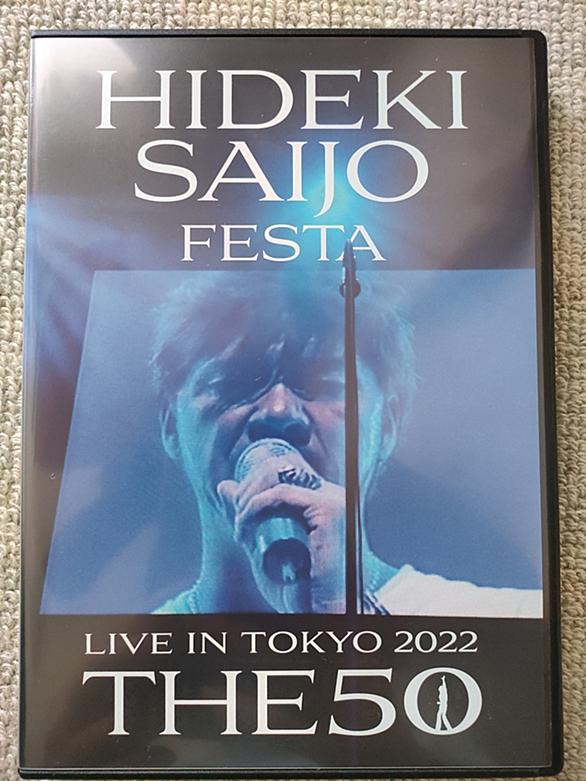 HIDEKI
SAIJO
FESTA
LIVE IN TOKYO 2022
THE50